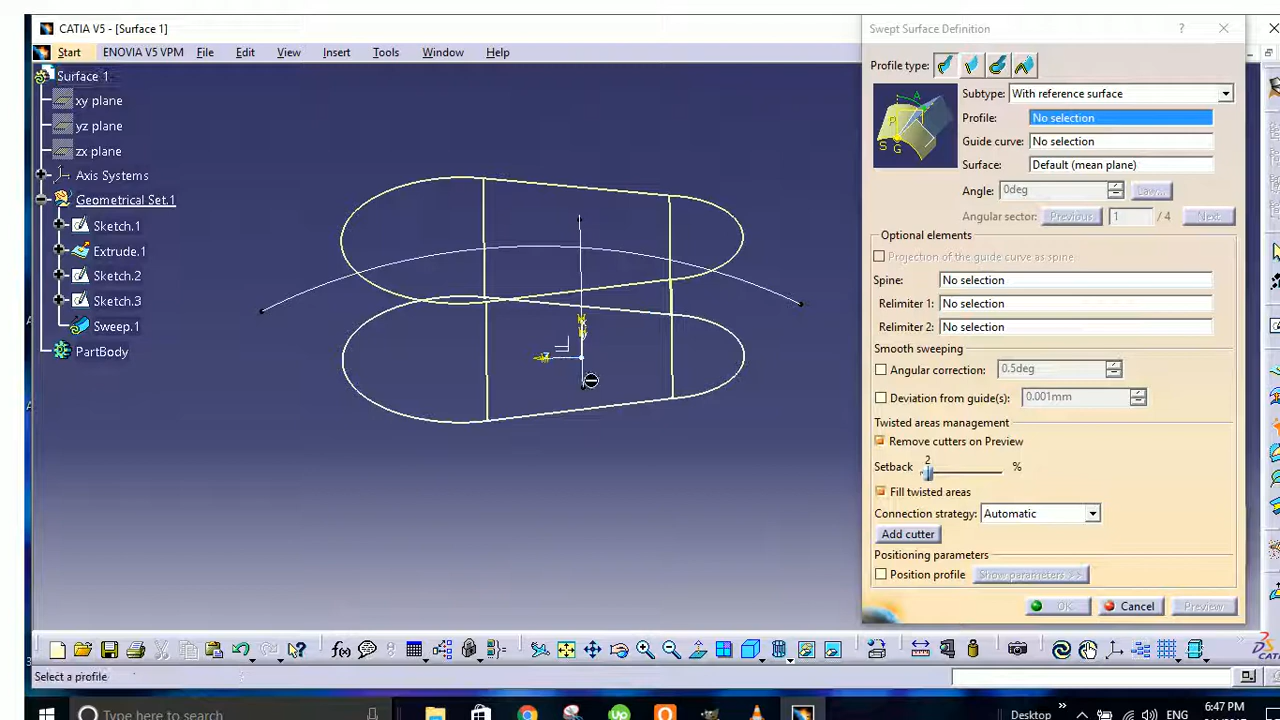 CATIA V5 - [Surface 1]
Start ENOVIA V5 VPM File Edit View Insert Tools Window Help
Surface 1
xy plane
yz plane
zx plane
Axis Systems
Geometrical Set.1
Sketch.1
Extrude.1
Sketch.2
Sketch.3
Sweep.1
PartBody
Swept Surface Definition ?
Profile type:
Subtype: With reference surface
Profile: No selection
Guide curve: No selection
Surface: Default (mean plane)
Angle: 0deg Law...
Angular sector: Previous 1 / 4 Next
Optional elements
Projection of the guide curve as spine.
Spine: No selection
Relimiter 1: No selection
Relimiter 2: No selection
Smooth sweeping
Angular correction: 0.5deg
Deviation from guide(s): 0.001mm
Twisted areas management
Remove cutters on Preview
2
Setback %
Fill twisted areas
Connection strategy: Automatic
Add cutter
Positioning parameters
Position profile Show parameters >>
OK Cancel Preview
Select a profile
Type here to search
Desktop ENG 6:47 PM